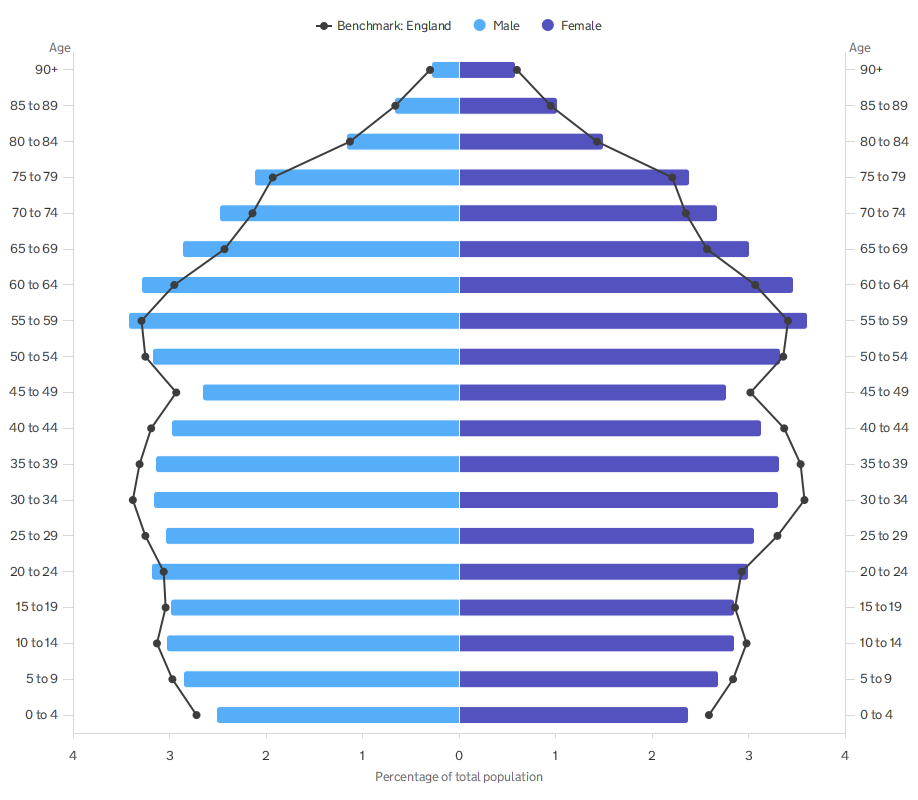 Benchmark: England Male Female
Age Age
90+ 90+
85 to 89 85 to 89
80 to 84 80 to 84
75 to 79 75 to 79
70 to 74 70 to 74
65 to 69 65 to 69
60 to 64 60 to 64
55 to 59 55 to 59
50 to 54 50 to 54
45 to 49 45 to 49
40 to 44 40 to 44
35 to 39 35 to 39
30 to 34 30 to 34
25 to 29 25 to 29
20 to 24 20 to 24
15 to 19 15 to 19
10 to 14 10 to 14
5 to 9 5 to 9
0 to 4 0 to 4
4 3 2 1 0 1 2 3 4
Percentage of total population